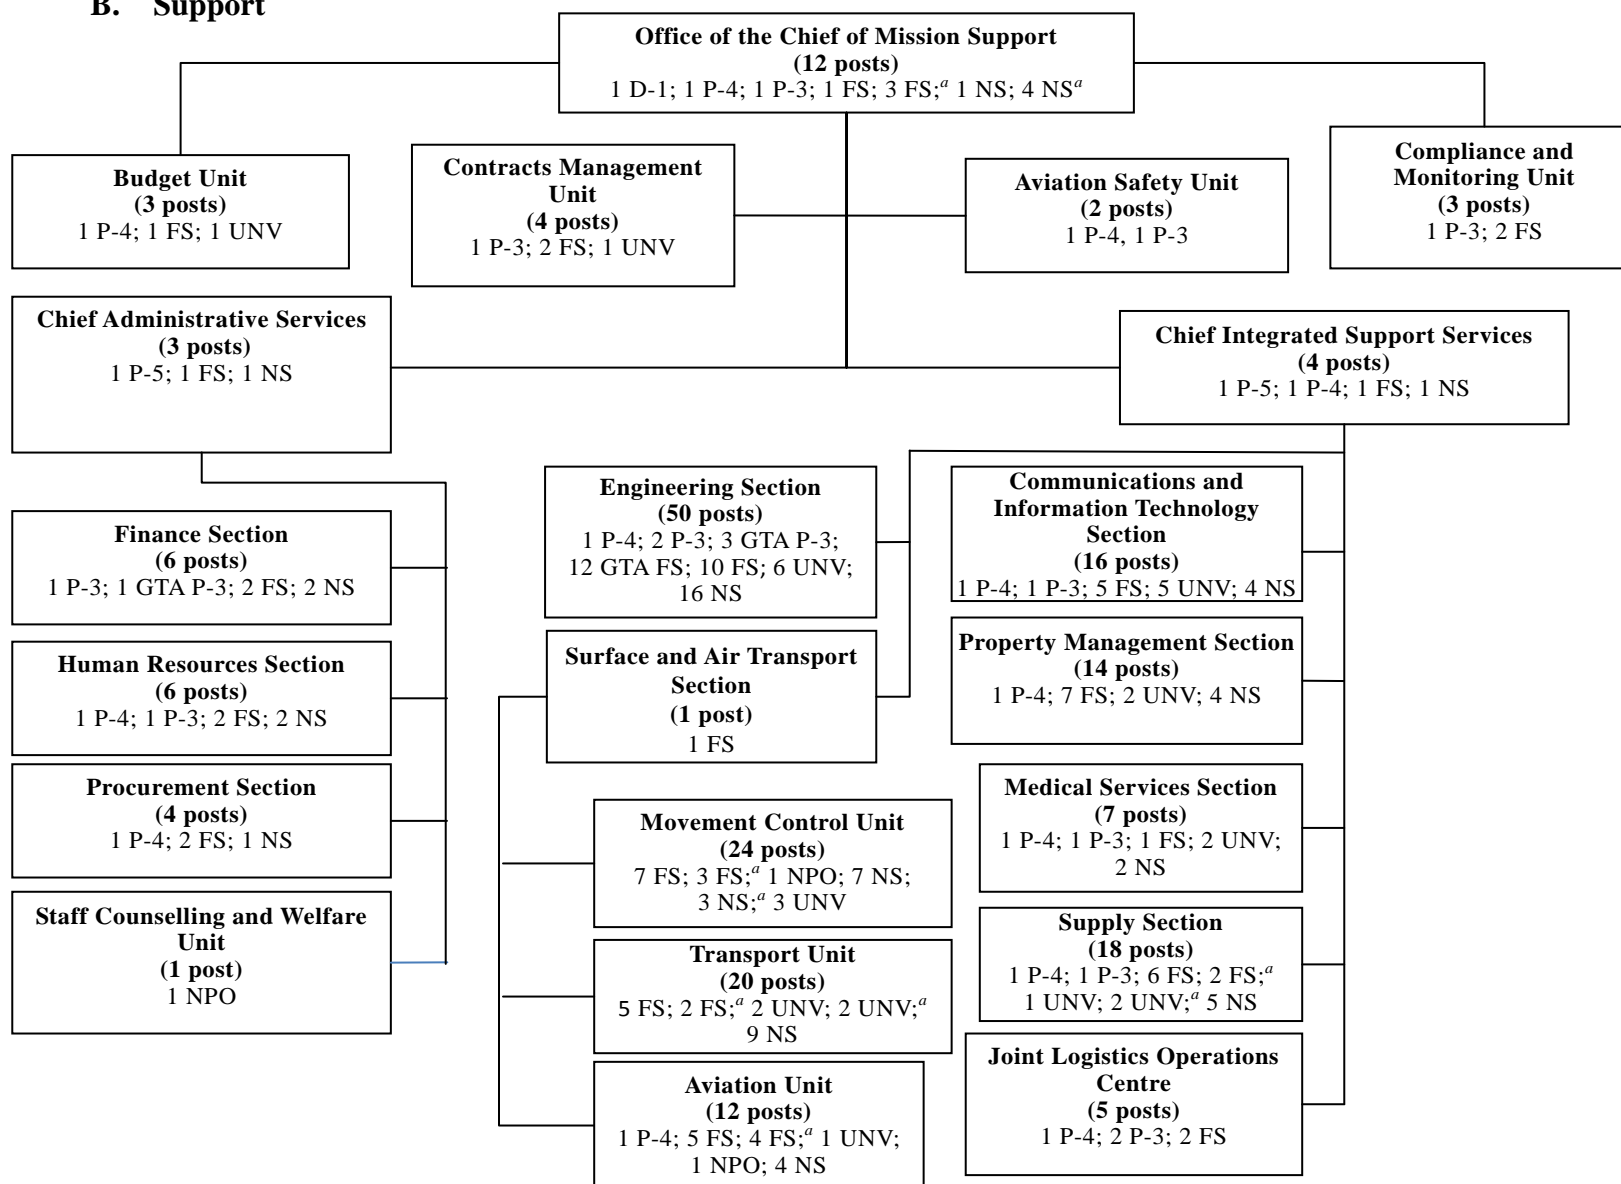 B. Support
Office of the Chief of Mission Support
(12 posts)
1 D-1; 1 P-4; 1 P-3; 1 FS; 3 FS;ᵃ 1 NS; 4 NSᵃ
Budget Unit
(3 posts)
1 P-4; 1 FS; 1 UNV
Contracts Management
Unit
(4 posts)
1 P-3; 2 FS; 1 UNV
Aviation Safety Unit
(2 posts)
1 P-4, 1 P-3
Compliance and
Monitoring Unit
(3 posts)
1 P-3; 2 FS
Chief Administrative Services
(3 posts)
1 P-5; 1 FS; 1 NS
Chief Integrated Support Services
(4 posts)
1 P-5; 1 P-4; 1 FS; 1 NS
Finance Section
(6 posts)
1 P-3; 1 GTA P-3; 2 FS; 2 NS
Human Resources Section
(6 posts)
1 P-4; 1 P-3; 2 FS; 2 NS
Procurement Section
(4 posts)
1 P-4; 2 FS; 1 NS
Staff Counselling and Welfare
Unit
(1 post)
1 NPO
Engineering Section
(50 posts)
1 P-4; 2 P-3; 3 GTA P-3;
12 GTA FS; 10 FS; 6 UNV;
16 NS
Surface and Air Transport
Section
(1 post)
1 FS
Movement Control Unit
(24 posts)
7 FS; 3 FS;ᵃ 1 NPO; 7 NS;
3 NS;ᵃ 3 UNV
Transport Unit
(20 posts)
5 FS; 2 FS;ᵃ 2 UNV; 2 UNV;ᵃ
9 NS
Aviation Unit
(12 posts)
1 P-4; 5 FS; 4 FS;ᵃ 1 UNV;
1 NPO; 4 NS
Communications and
Information Technology
Section
(16 posts)
1 P-4; 1 P-3; 5 FS; 5 UNV; 4 NS
Property Management Section
(14 posts)
1 P-4; 7 FS; 2 UNV; 4 NS
Medical Services Section
(7 posts)
1 P-4; 1 P-3; 1 FS; 2 UNV;
2 NS
Supply Section
(18 posts)
1 P-4; 1 P-3; 6 FS; 2 FS;ᵃ
1 UNV; 2 UNV;ᵃ 5 NS
Joint Logistics Operations
Centre
(5 posts)
1 P-4; 2 P-3; 2 FS